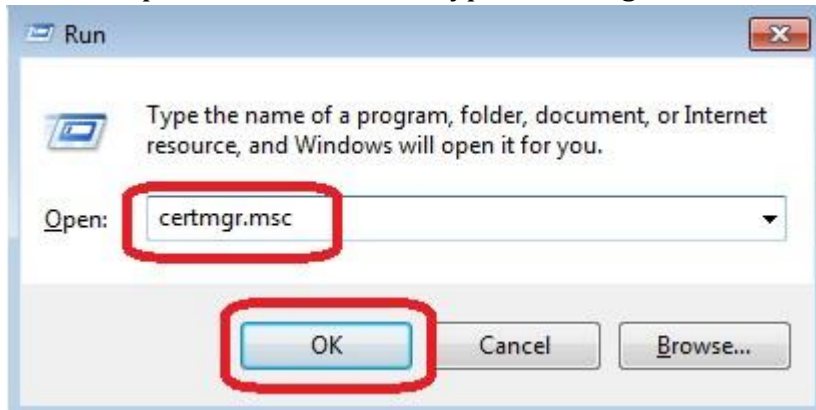 Run
Type the name of a program, folder, document, or Internet
resource, and Windows will open it for you.
Open: certmgr.msc
OK Cancel Browse...